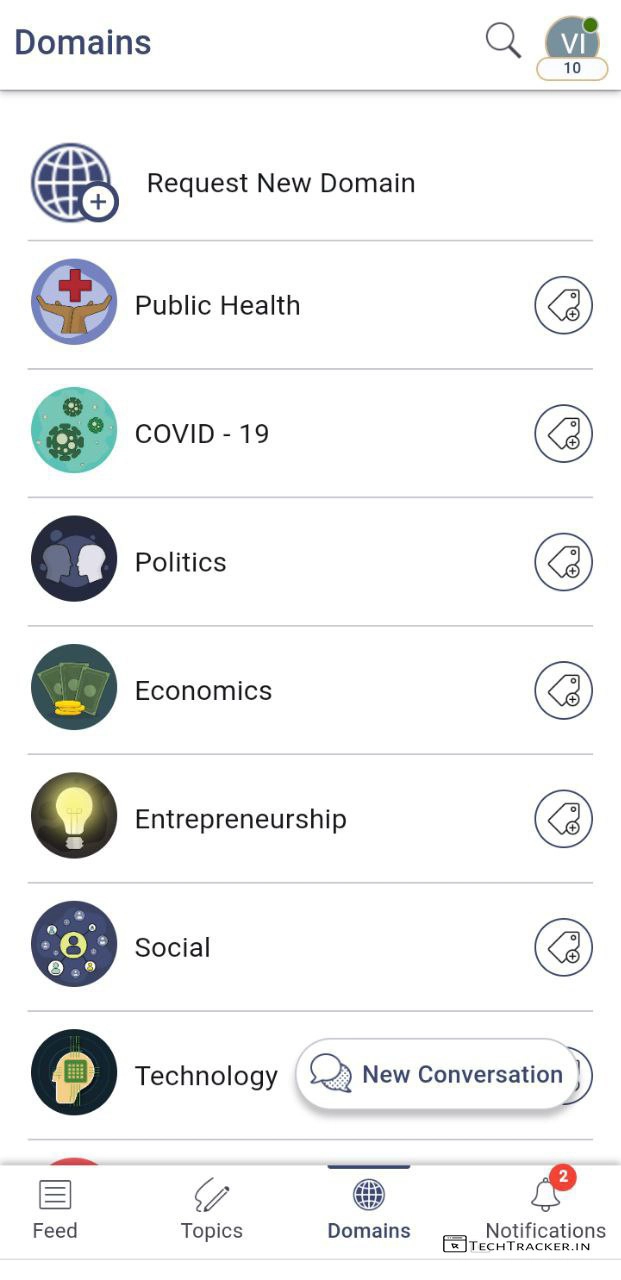 Domains
VI
10
Request New Domain
Public Health
COVID - 19
Politics
Economics
Entrepreneurship
Social
Technology
New Conversation
2
Feed
Topics
Domains
Notifications
TECHTRACKER.IN